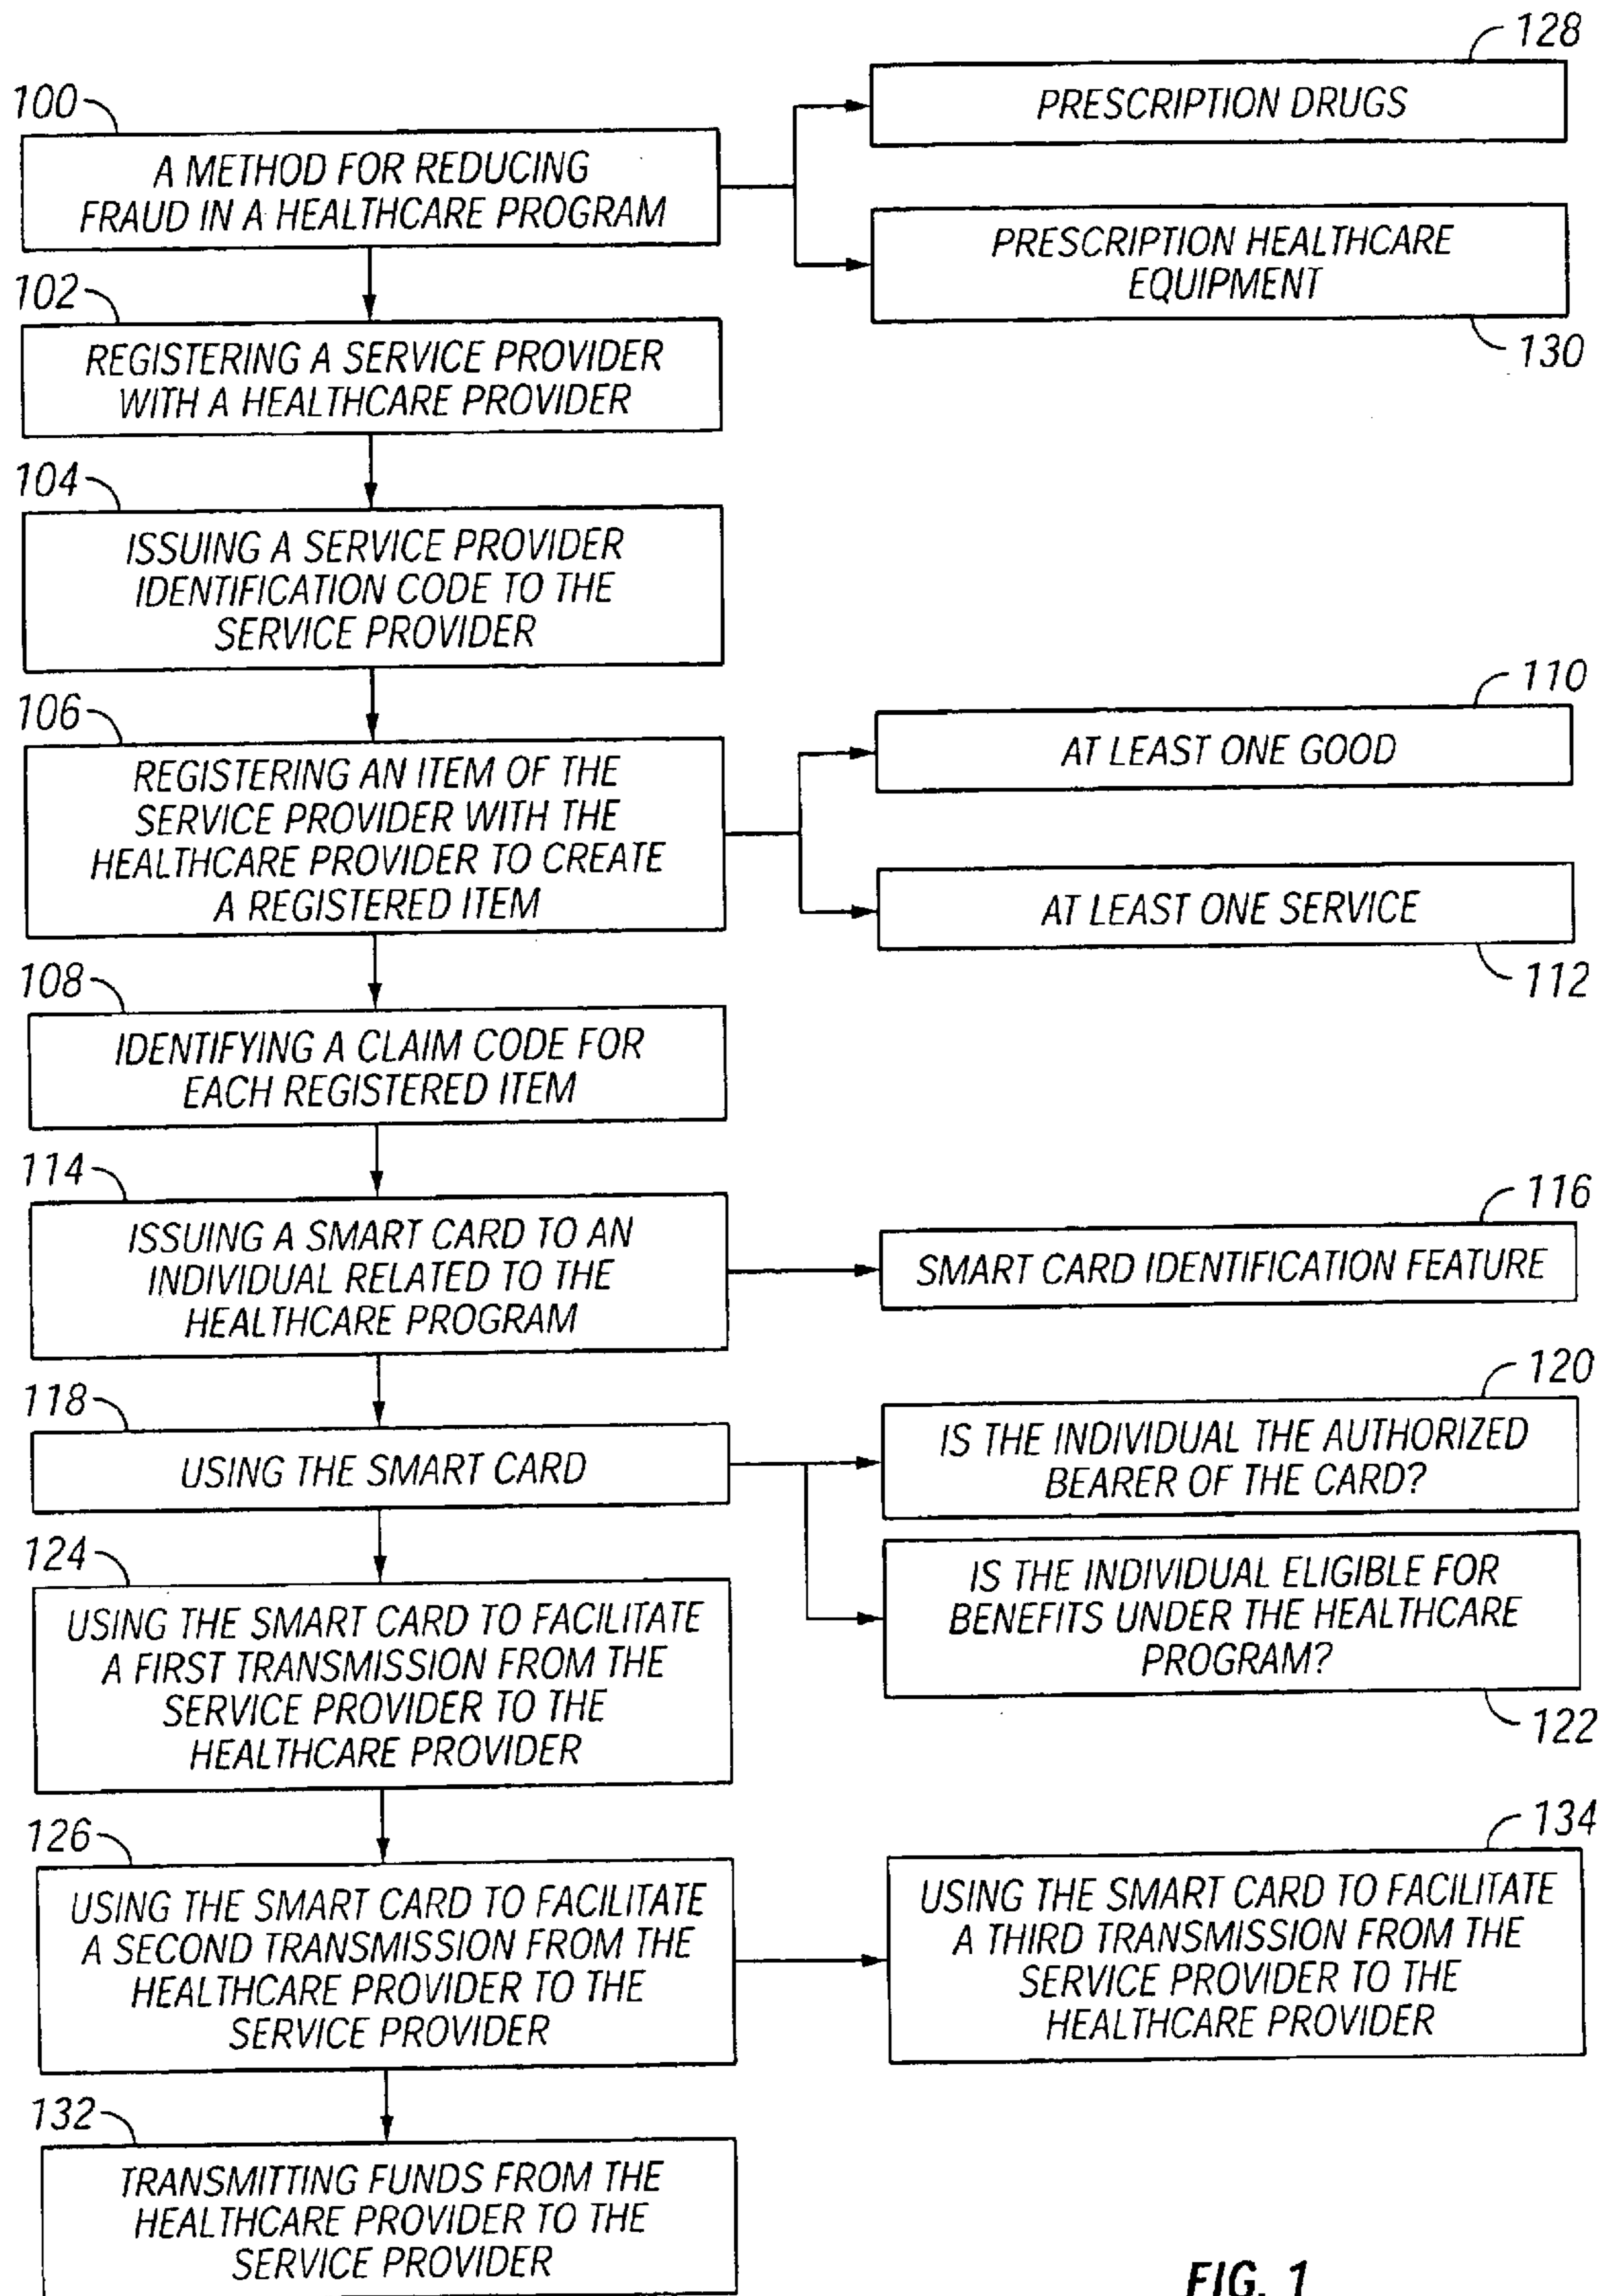 128
100
PRESCRIPTION DRUGS
A METHOD FOR REDUCING
FRAUD IN A HEALTHCARE PROGRAM
PRESCRIPTION HEALTHCARE
EQUIPMENT
130
102
REGISTERING A SERVICE PROVIDER
WITH A HEALTHCARE PROVIDER
104
ISSUING A SERVICE PROVIDER
IDENTIFICATION CODE TO THE
SERVICE PROVIDER
106
REGISTERING AN ITEM OF THE
SERVICE PROVIDER WITH THE
HEALTHCARE PROVIDER TO CREATE
A REGISTERED ITEM
110
AT LEAST ONE GOOD
AT LEAST ONE SERVICE
112
108
IDENTIFYING A CLAIM CODE FOR
EACH REGISTERED ITEM
114
ISSUING A SMART CARD TO AN
INDIVIDUAL RELATED TO THE
HEALTHCARE PROGRAM
116
SMART CARD IDENTIFICATION FEATURE
118
USING THE SMART CARD
120
IS THE INDIVIDUAL THE AUTHORIZED
BEARER OF THE CARD?
IS THE INDIVIDUAL ELIGIBLE FOR
BENEFITS UNDER THE HEALTHCARE
PROGRAM?
122
124
USING THE SMART CARD TO FACILITATE
A FIRST TRANSMISSION FROM THE
SERVICE PROVIDER TO THE
HEALTHCARE PROVIDER
126
USING THE SMART CARD TO FACILITATE
A SECOND TRANSMISSION FROM THE
HEALTHCARE PROVIDER TO THE
SERVICE PROVIDER
134
USING THE SMART CARD TO FACILITATE
A THIRD TRANSMISSION FROM THE
SERVICE PROVIDER TO THE
HEALTHCARE PROVIDER
132
TRANSMITTING FUNDS FROM THE
HEALTHCARE PROVIDER TO THE
SERVICE PROVIDER
FIG. 1